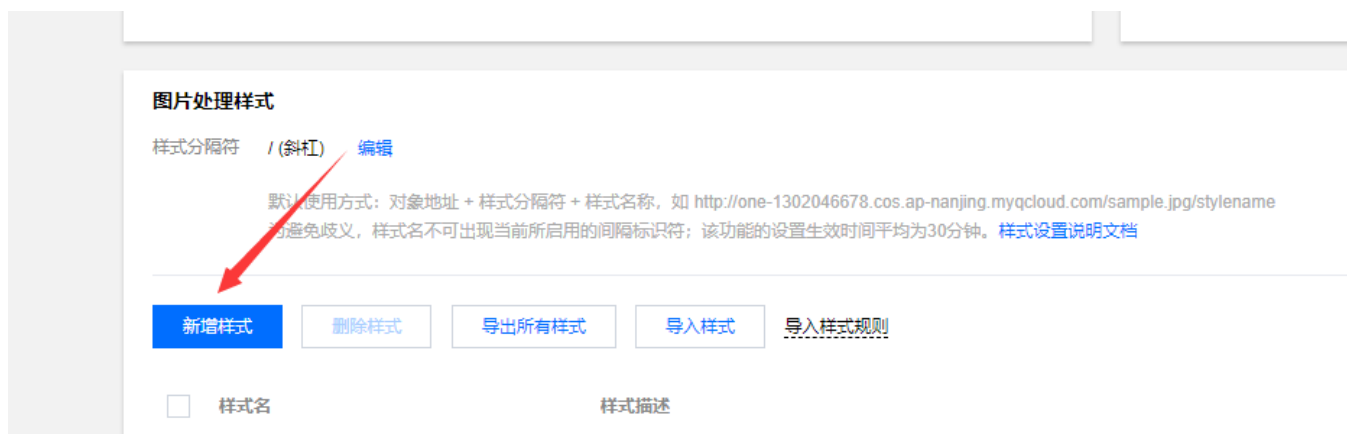 图片处理样式
样式分隔符 / (斜杠) 编辑
默认使用方式：对象地址 + 样式分隔符 + 样式名称，如 http://one-1302046678.cos.ap-nanjing.myqcloud.com/sample.jpg/stylename
为避免歧义，样式名不可出现当前所启用的间隔标识符；该功能的设置生效时间平均为30分钟。样式设置说明文档
新增样式 删除样式 导出所有样式 导入样式 导入样式规则
样式名 样式描述